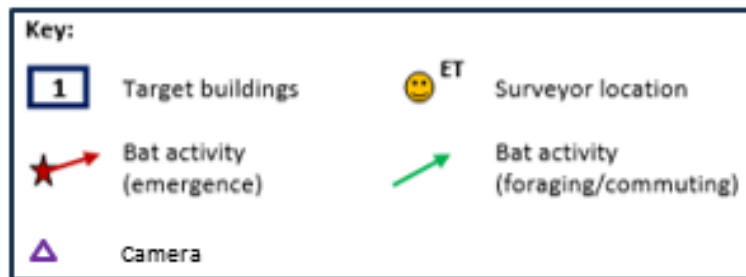 Key:
1 Target buildings
ET Surveyor location
Bat activity
(emergence)
Bat activity
(foraging/commuting)
Camera